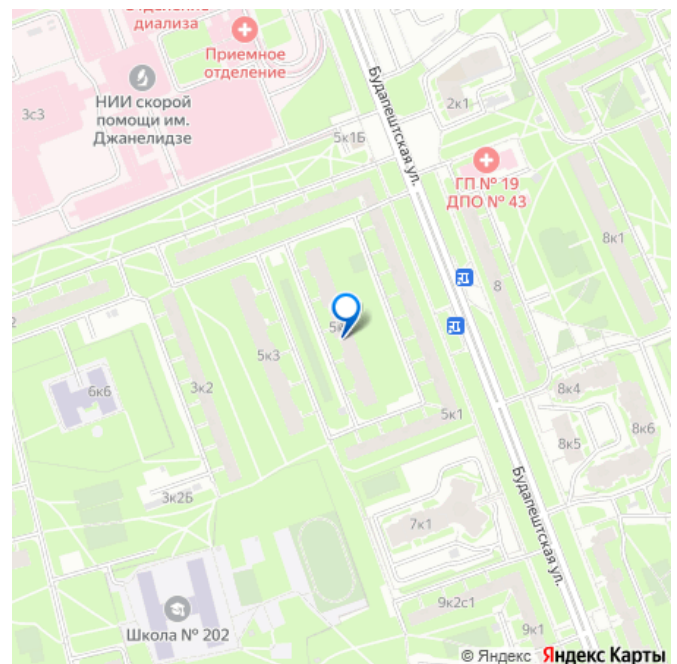 диализа
Приемное
отделение
НИИ скорой
помощи им.
Джанелидзе
3с3
Будапештская ул.
2к1
5к1Б
ГП № 19
ДПО № 43
8к1
8
5к3
3к2
6к6
5к1
8к4
8к5
8к6
3к2Б
7к1
Будапештская ул.
Школа № 202
9к2с1
9к1
© Яндекс Яндекс Карты